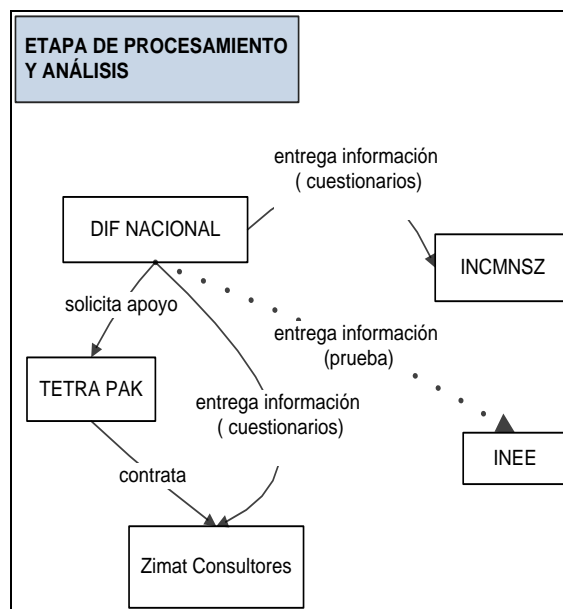 ETAPA DE PROCESAMIENTO
Y ANÁLISIS
entrega información
( cuestionarios)
DIF NACIONAL
INCMNSZ
solicita apoyo
entrega información
(prueba)
TETRA PAK
entrega información
( cuestionarios)
INEE
contrata
Zimat Consultores